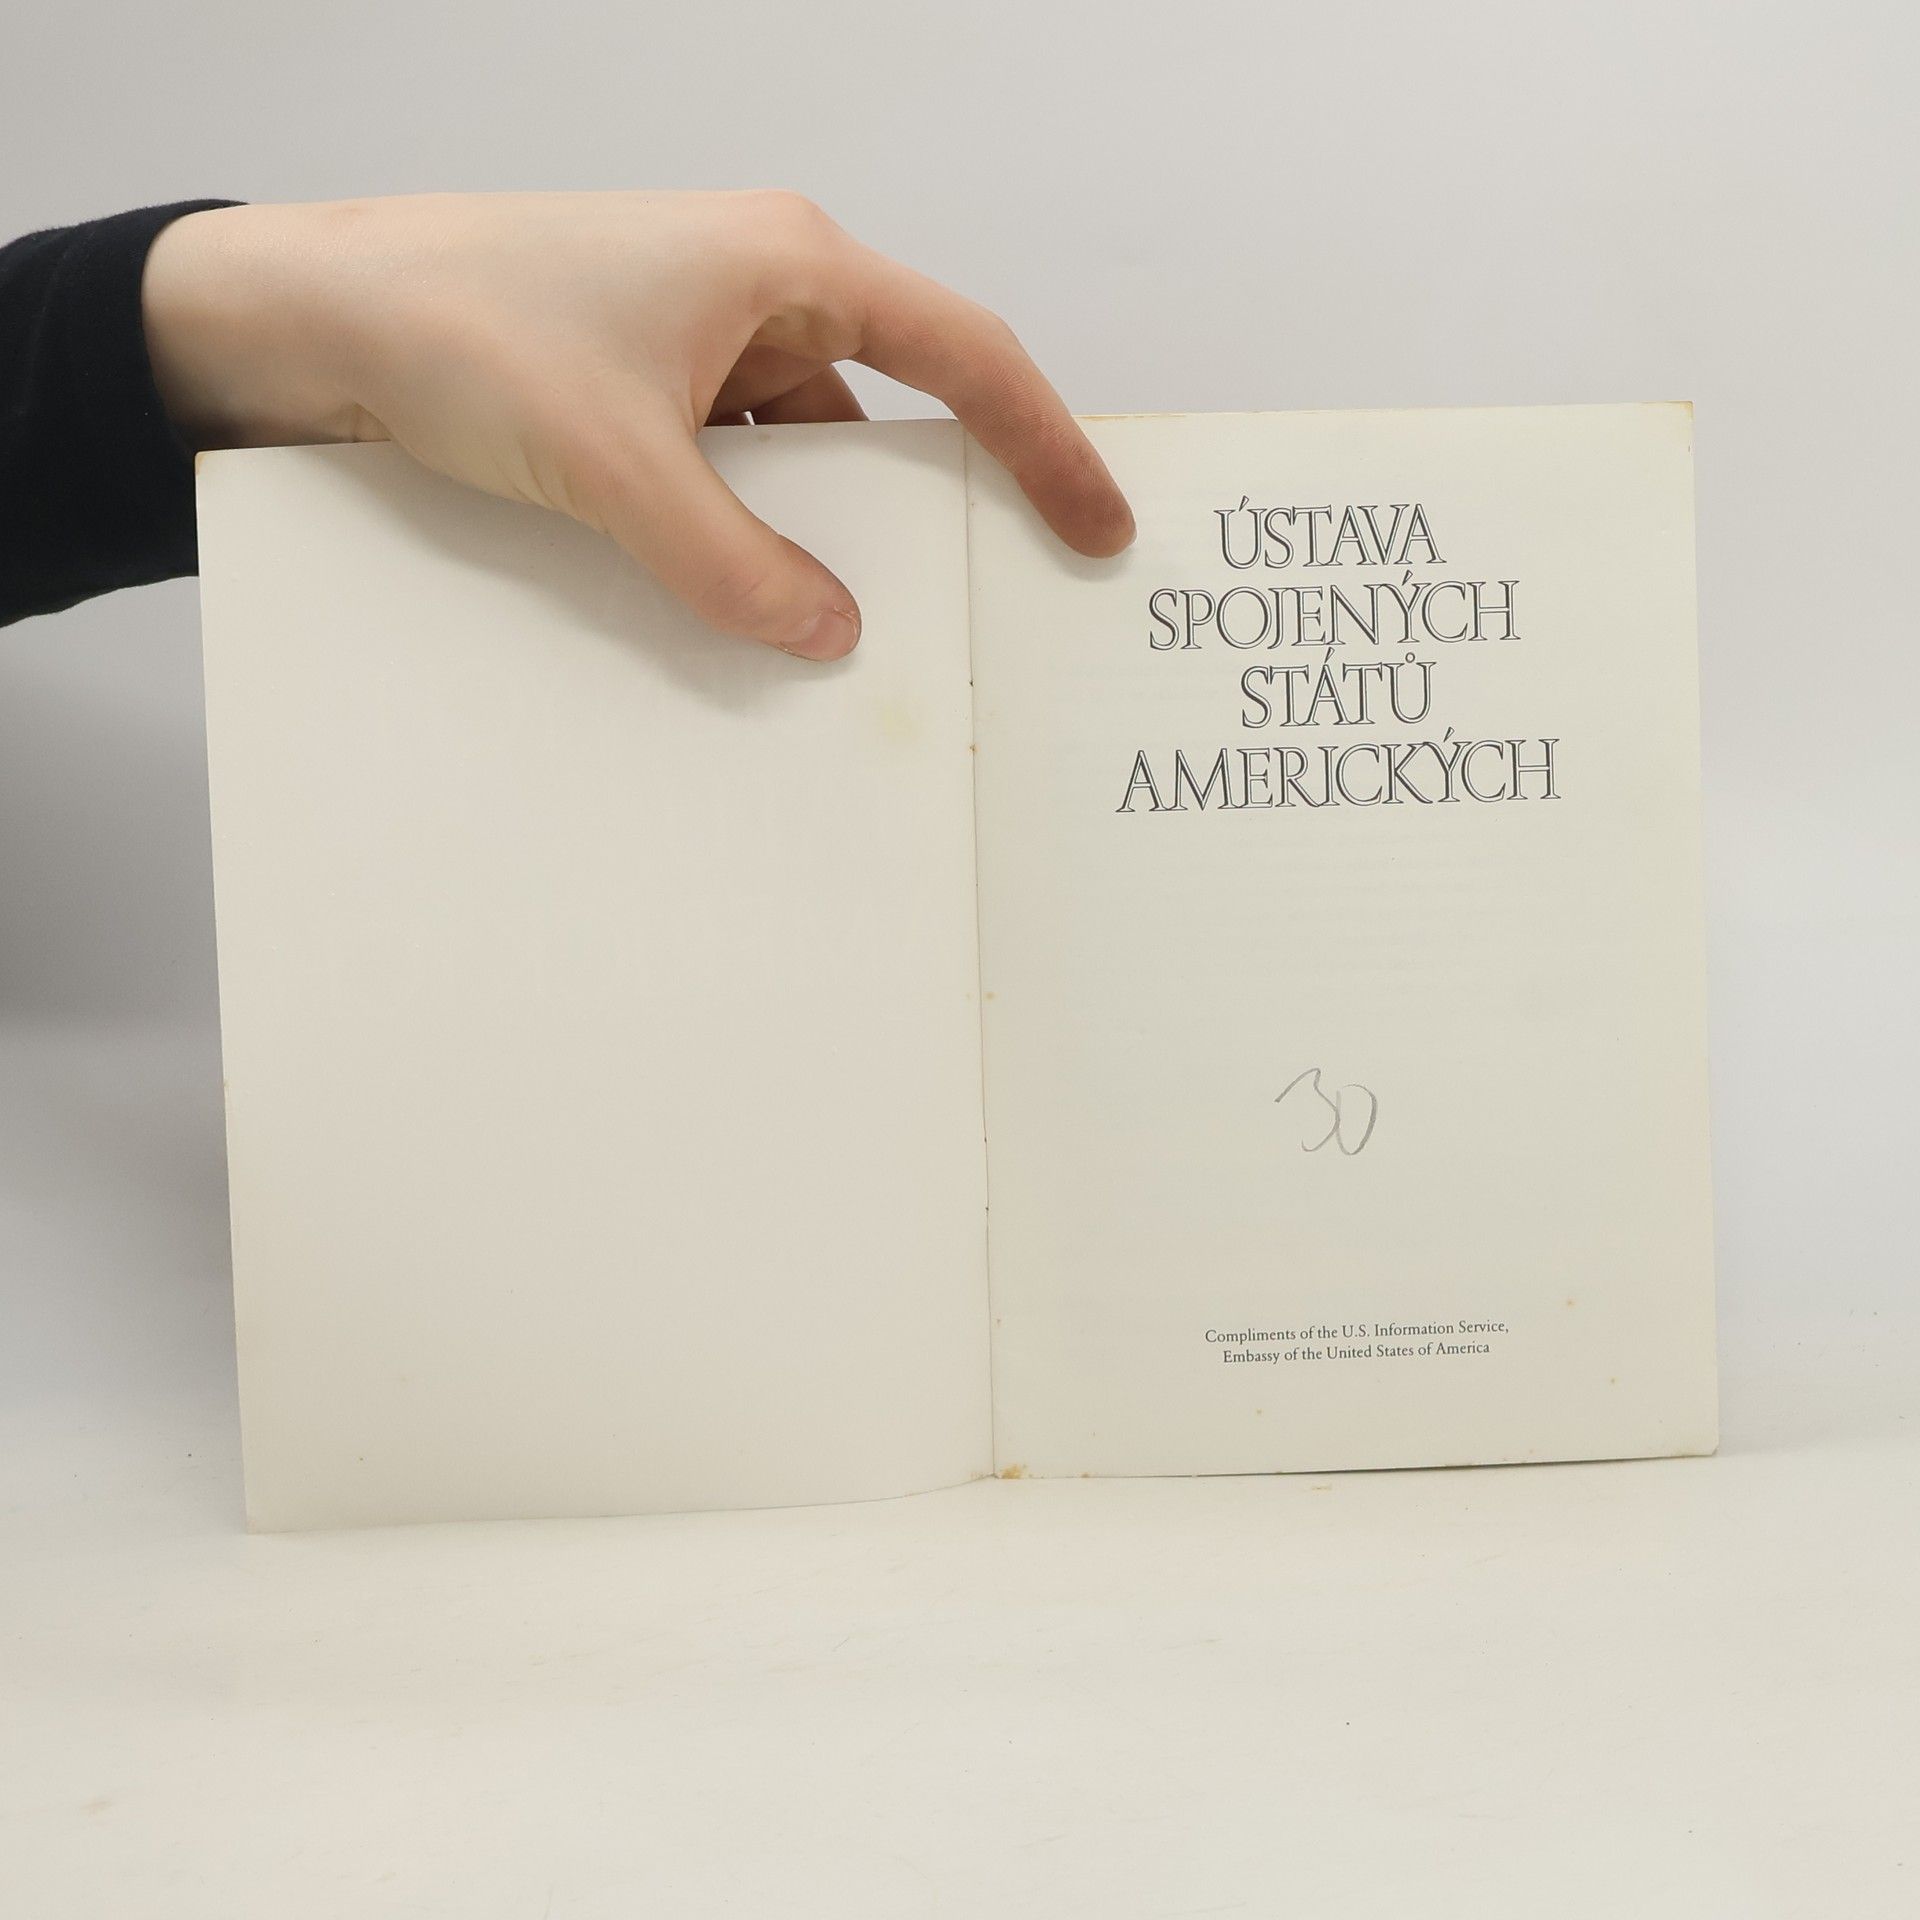 ÚSTAVA
SPOJENÝCH
STÁTŮ
AMERICKÝCH
30
Compliments of the U.S. Information Service,
Embassy of the United States of America